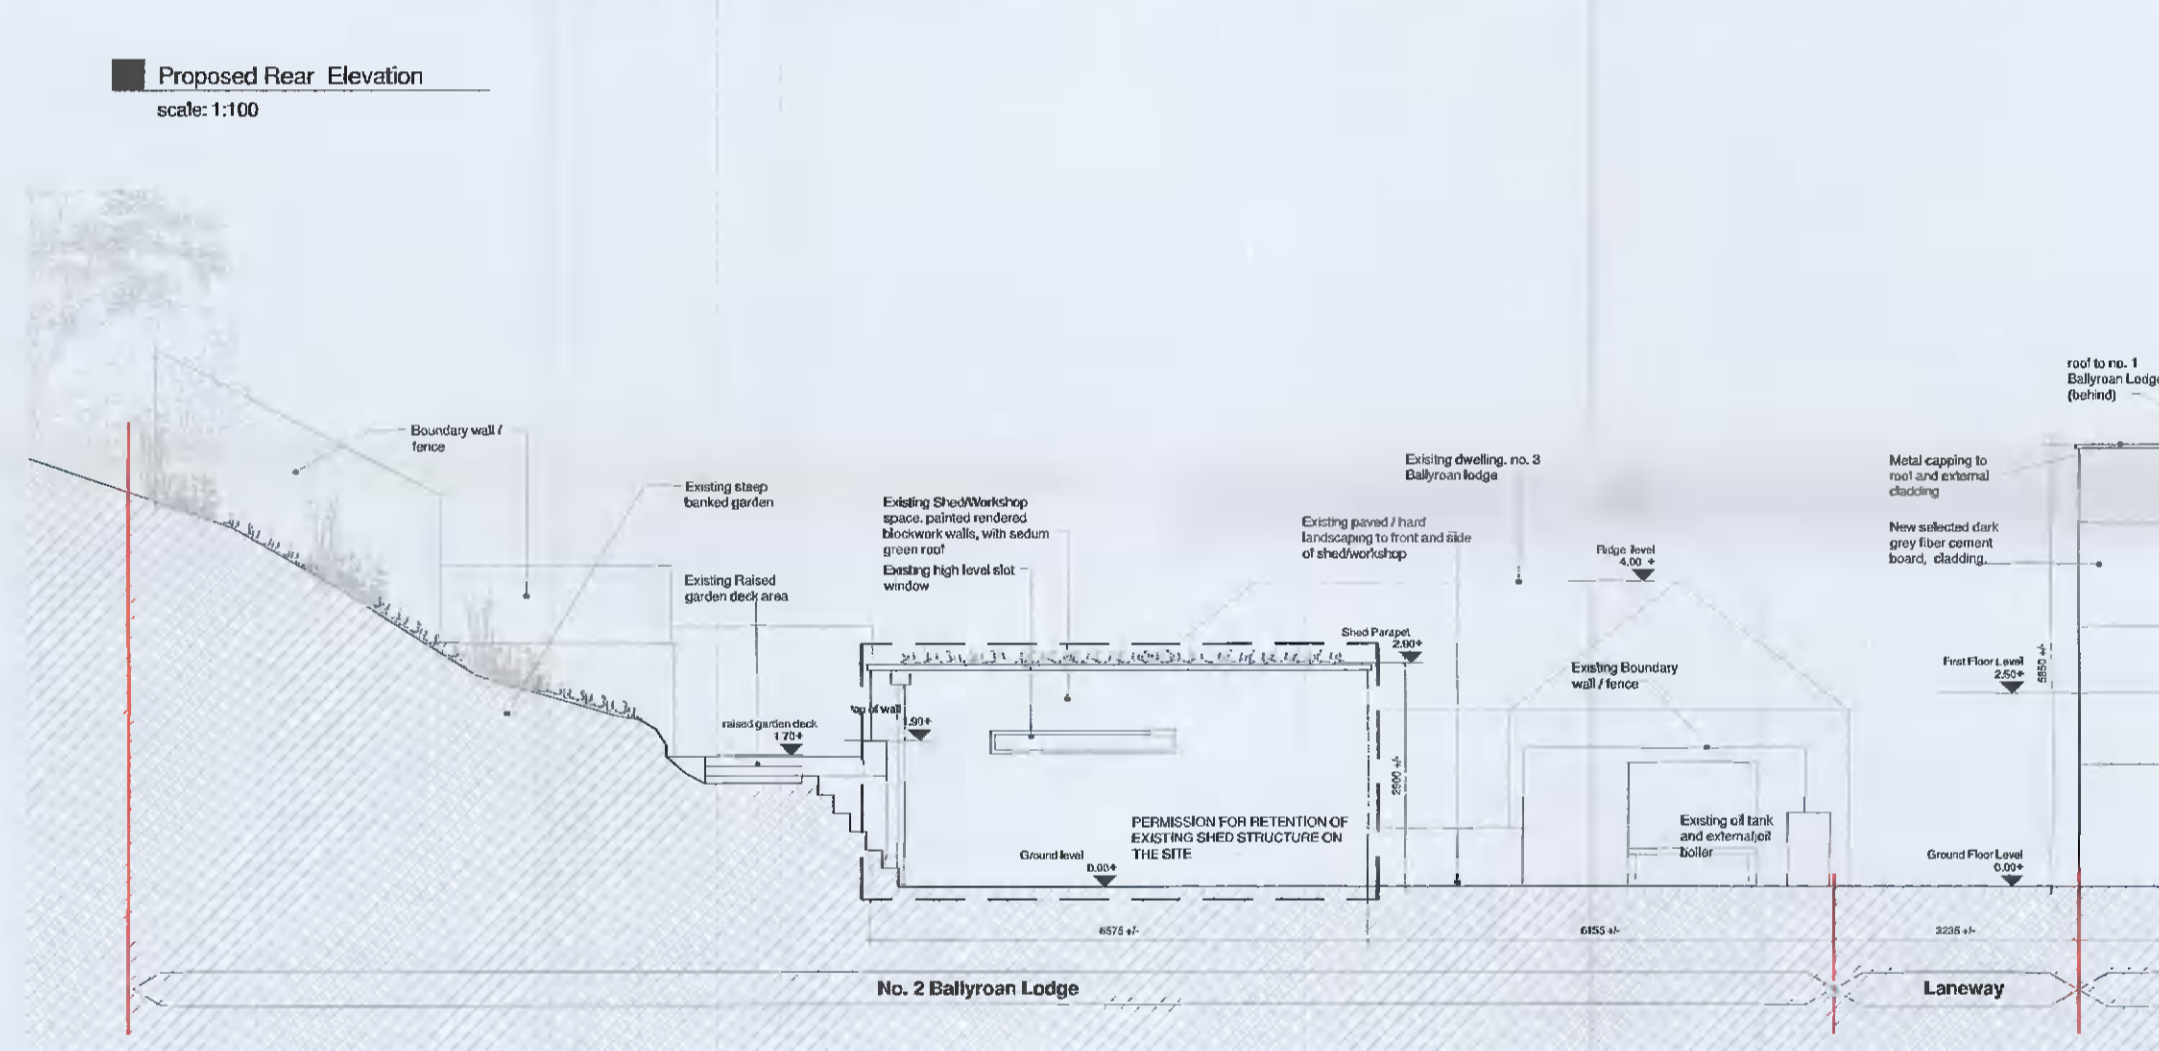 Proposed Rear Elevation
scale: 1:100
Boundary wall /
fence
Existing steep
banked garden
Existing Raised
garden deck area
raised garden deck
1.70+
Existing Shed/Workshop
space. painted rendered
blockwork walls, with sedum
green roof
Existing high level slot
window
top of wall
1.90+
Existing paved / hard
landscaping to front and side
of shed/workshop
Exisitng dwelling. no. 3
Ballyroan lodge
Ridge level
4.00 +
Shed Parapet
2.90+
2900 +/-
Existing Boundary
wall / fence
Existing oil tank
and external oil
boiler
PERMISSION FOR RETENTION OF
EXISTING SHED STRUCTURE ON
THE SITE
Ground level
0.00+
roof to no. 1
Ballyroan Lodge
(behind)
Metal capping to
roof and external
cladding
New selected dark
grey fiber cement
board, cladding.
First Floor Level
2.50+
5850 +/-
Ground Floor Level
0.00+
6575 +/-
6155 +/-
3235 +/-
No. 2 Ballyroan Lodge
Laneway